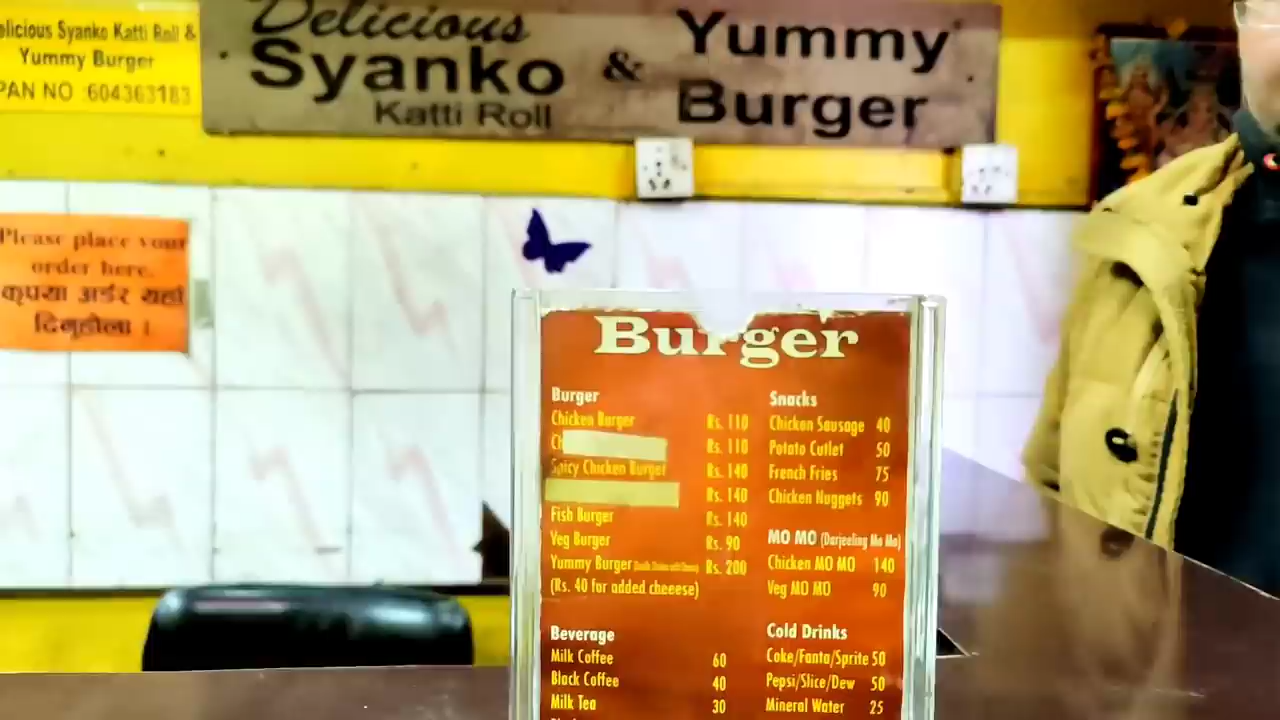 Delicious
Syanko
Katti Roll
&
Yummy
Burger
elicious Syanko Katti Roll &
Yummy Burger
PAN NO :604363183
Please place your
order here.
कृपया अर्डर यहाँ
दिनुहोला ।
Burger
Burger
Chicken Burger Rs. 110
Ch Rs. 110
Spicy Chicken Burger Rs. 140
Rs. 140
Fish Burger Rs. 140
Veg Burger Rs. 90
Yummy Burger Rs. 200
(Rs. 40 for added cheeese)
Beverage
Milk Coffee 60
Black Coffee 40
Milk Tea 30
Snacks
Chicken Sausage 40
Potato Cutlet 50
French Fries 75
Chicken Nuggets 90
MO MO (Darjeeling Mo Mo)
Chicken MO MO 140
Veg MO MO 90
Cold Drinks
Coke/Fanta/Sprite 50
Pepsi/Slice/Dew 50
Mineral Water 25